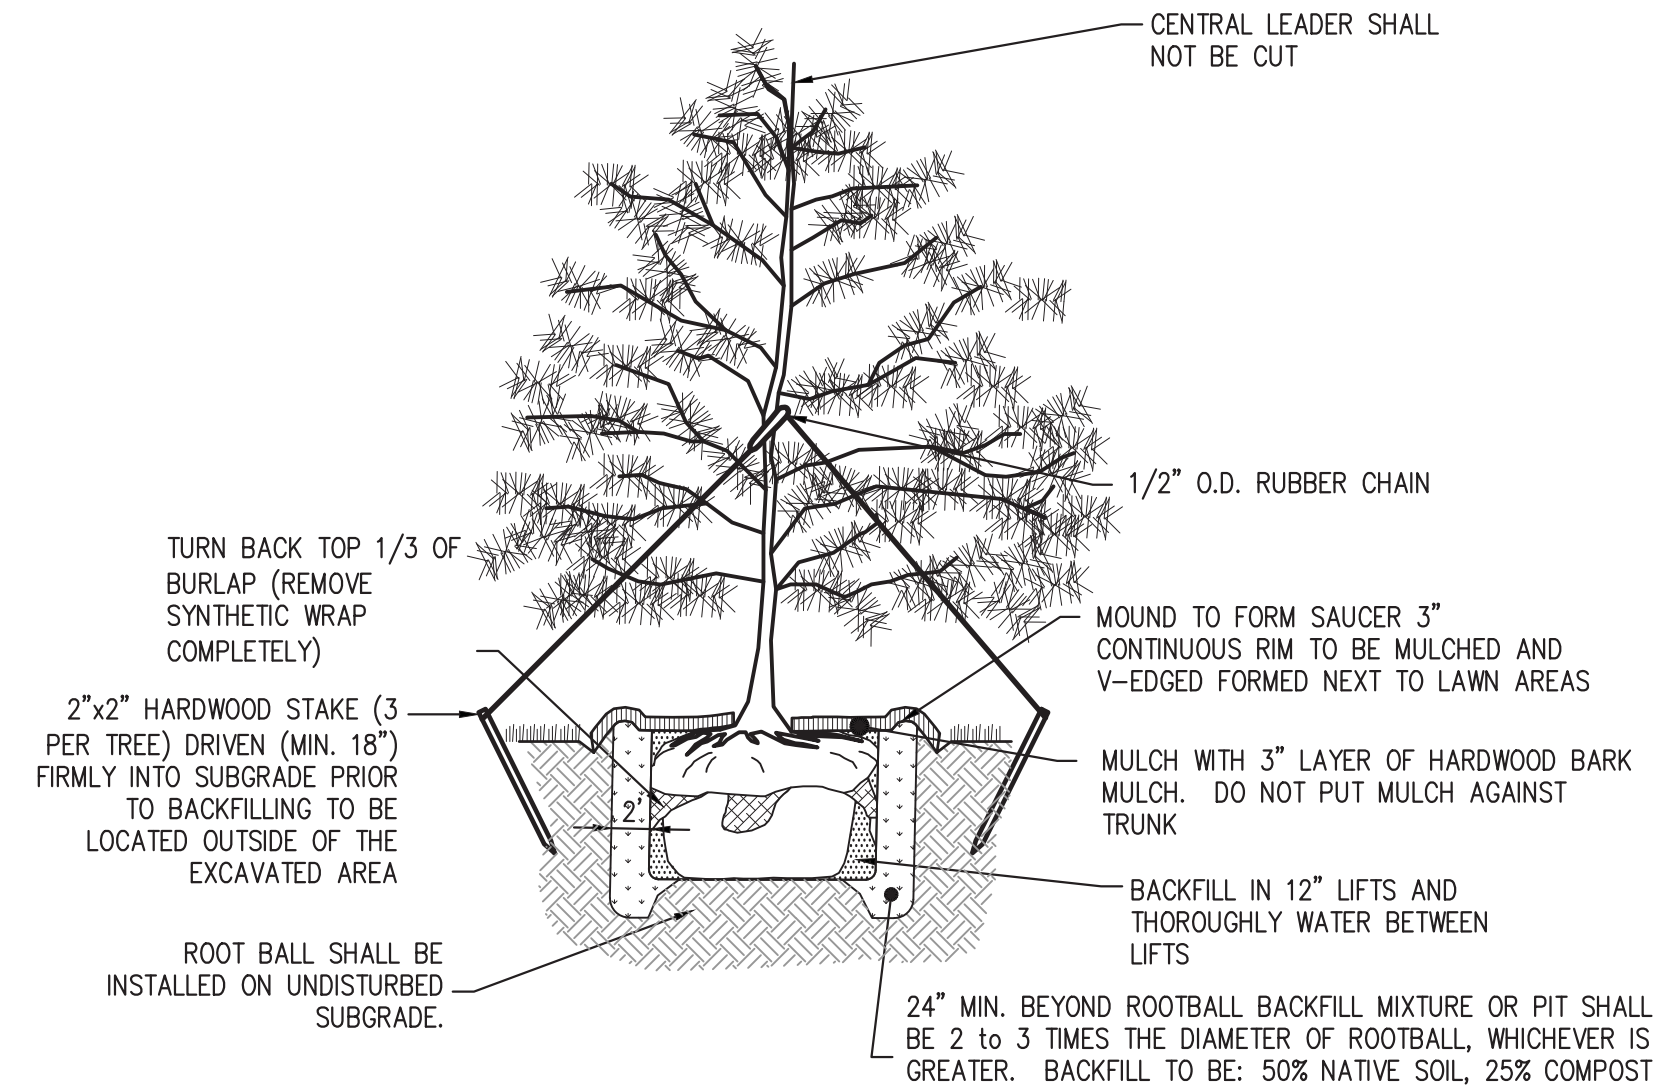 CENTRAL LEADER SHALL
NOT BE CUT
1/2" O.D. RUBBER CHAIN
TURN BACK TOP 1/3 OF
BURLAP (REMOVE
SYNTHETIC WRAP
COMPLETELY)
MOUND TO FORM SAUCER 3"
CONTINUOUS RIM TO BE MULCHED AND
V-EDGED FORMED NEXT TO LAWN AREAS
2"x2" HARDWOOD STAKE (3
PER TREE) DRIVEN (MIN. 18")
FIRMLY INTO SUBGRADE PRIOR
TO BACKFILLING TO BE
LOCATED OUTSIDE OF THE
EXCAVATED AREA
2'
MULCH WITH 3" LAYER OF HARDWOOD BARK
MULCH. DO NOT PUT MULCH AGAINST
TRUNK
BACKFILL IN 12" LIFTS AND
THOROUGHLY WATER BETWEEN
LIFTS
ROOT BALL SHALL BE
INSTALLED ON UNDISTURBED
SUBGRADE.
24" MIN. BEYOND ROOTBALL BACKFILL MIXTURE OR PIT SHALL
BE 2 to 3 TIMES THE DIAMETER OF ROOTBALL, WHICHEVER IS
GREATER. BACKFILL TO BE: 50% NATIVE SOIL, 25% COMPOST